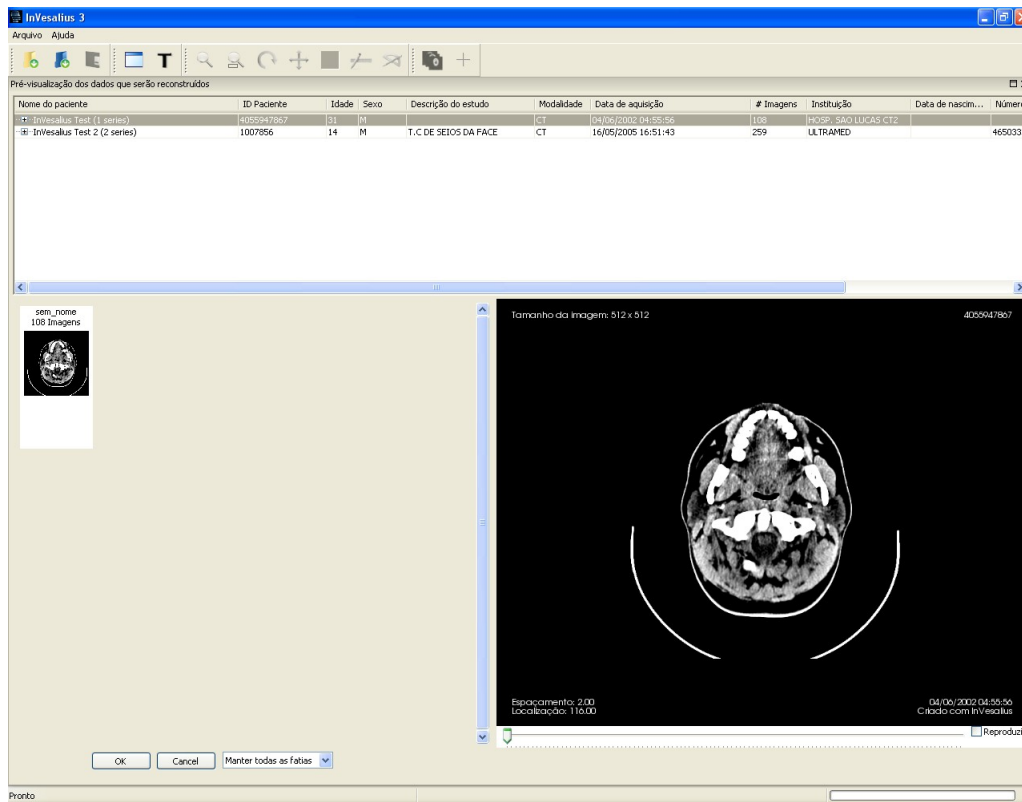 InVesalius 3
Arquivo Ajuda
T
Pré-visualização dos dados que serão reconstruídos
Nome do paciente ID Paciente Idade Sexo Descrição do estudo Modalidade Data de aquisição # Imagens Instituição Data de nascim... Número
InVesalius Test (1 series) 4055947867 31 M CT 04/06/2002 04:55:56 108 HOSP. SAO LUCAS CT2
InVesalius Test 2 (2 series) 1007856 14 M T.C DE SEIOS DA FACE CT 16/05/2005 16:51:43 259 ULTRAMED 465033
sem_nome
108 Imagens
Tamanho da imagem: 512 x 512 4055947867
Espaçamento: 2.00 04/06/2002 04:55:56
Localização: 116.00 Criado com InVesalius
Reproduzi
OK Cancel Manter todas as fatias
Pronto